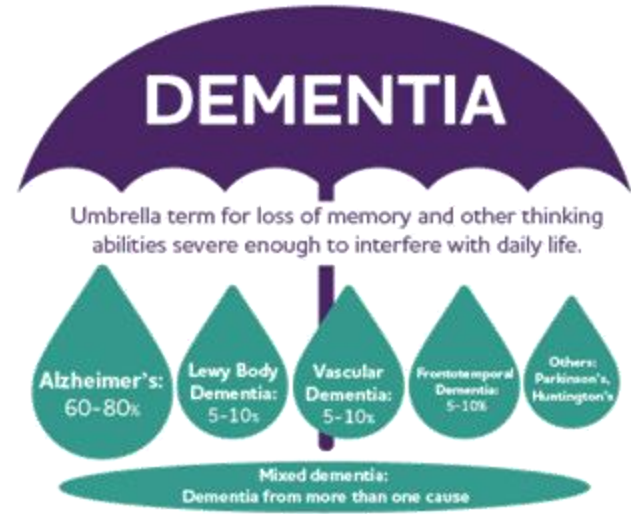 DEMENTIA
Umbrella term for loss of memory and other thinking
abilities severe enough to interfere with daily life.
Alzheimer's:
60-80%
Lewy Body
Dementia:
5-10%
Vascular
Dementia:
5-10%
Frontotemporal
Dementia:
5-10%
Others:
Parkinson's,
Huntington's
Mixed dementia:
Dementia from more than one cause